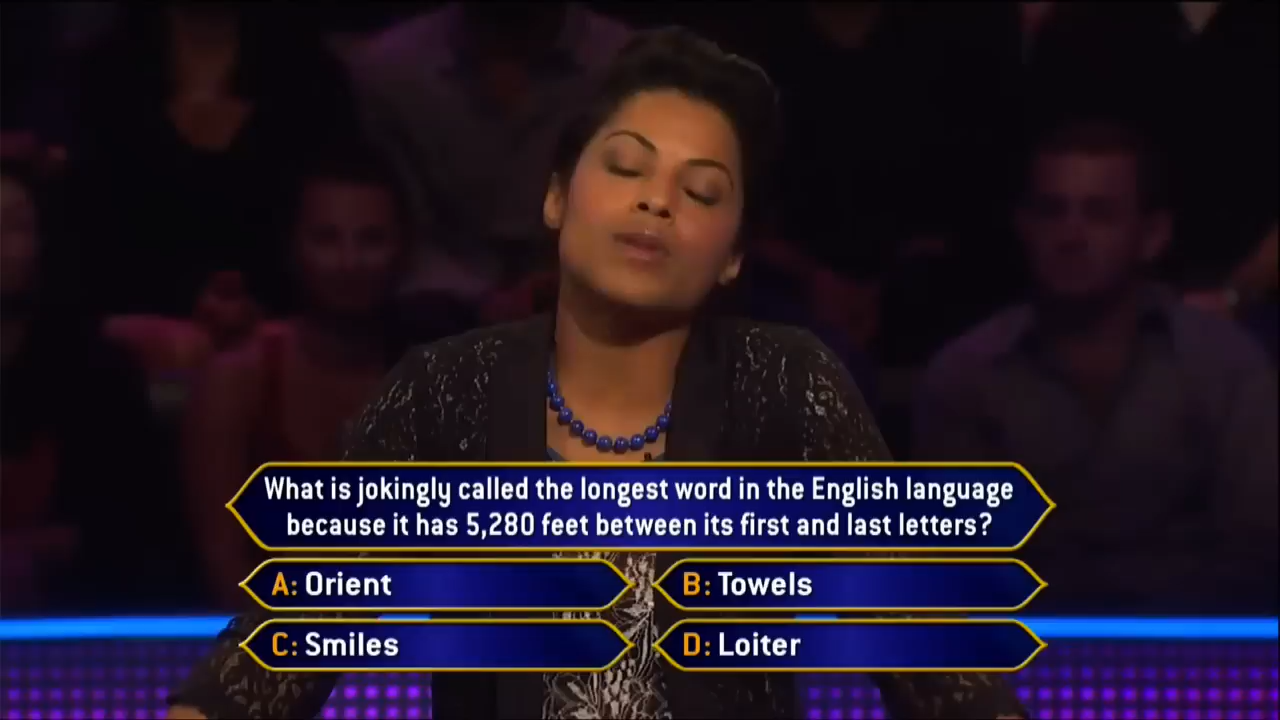 What is jokingly called the longest word in the English language
because it has 5,280 feet between its first and last letters?
A: Orient
B: Towels
C: Smiles
D: Loiter